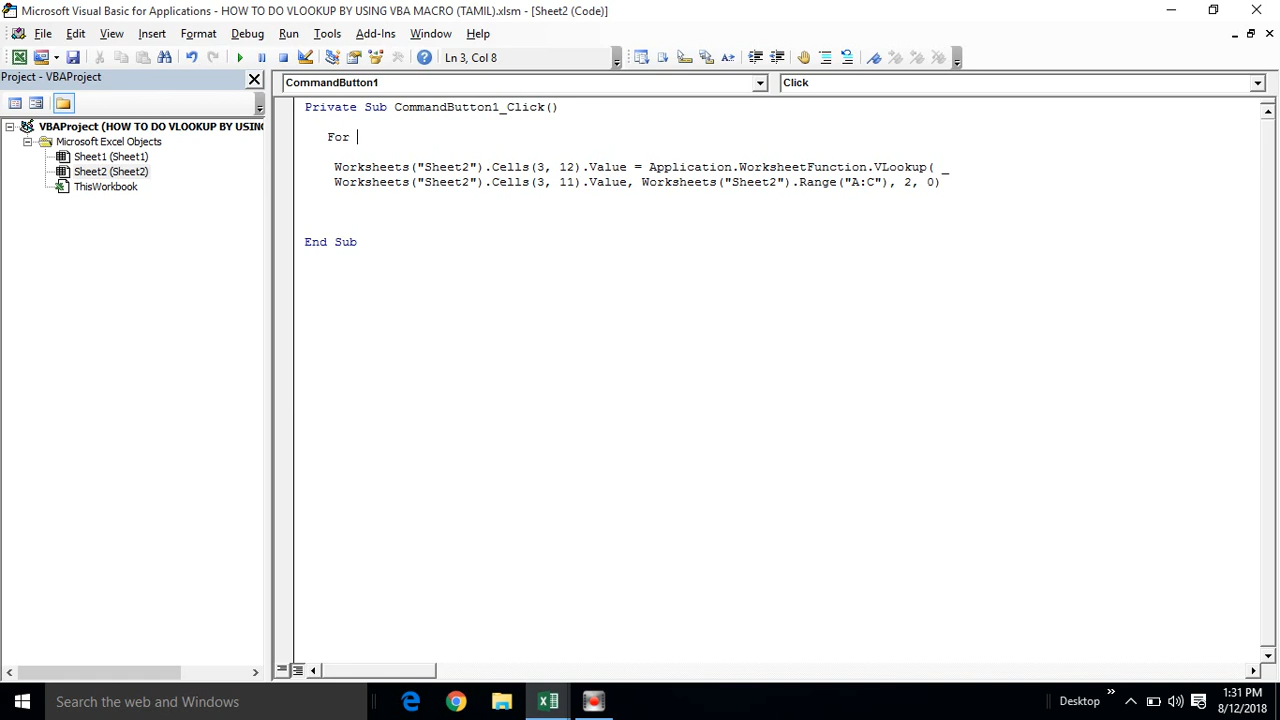 Microsoft Visual Basic for Applications - HOW TO DO VLOOKUP BY USING VBA MACRO (TAMIL).xlsm - [Sheet2 (Code)]
File Edit View Insert Format Debug Run Tools Add-Ins Window Help
Ln 3, Col 8
Project - VBAProject
CommandButton1 Click
VBAProject (HOW TO DO VLOOKUP BY USING
Microsoft Excel Objects
Sheet1 (Sheet1)
Sheet2 (Sheet2)
ThisWorkbook
Private Sub CommandButton1_Click()
For
Worksheets("Sheet2").Cells(3, 12).Value = Application.WorksheetFunction.VLookup( _
Worksheets("Sheet2").Cells(3, 11).Value, Worksheets("Sheet2").Range("A:C"), 2, 0)
End Sub
Search the web and Windows
Desktop
1:31 PM
8/12/2018